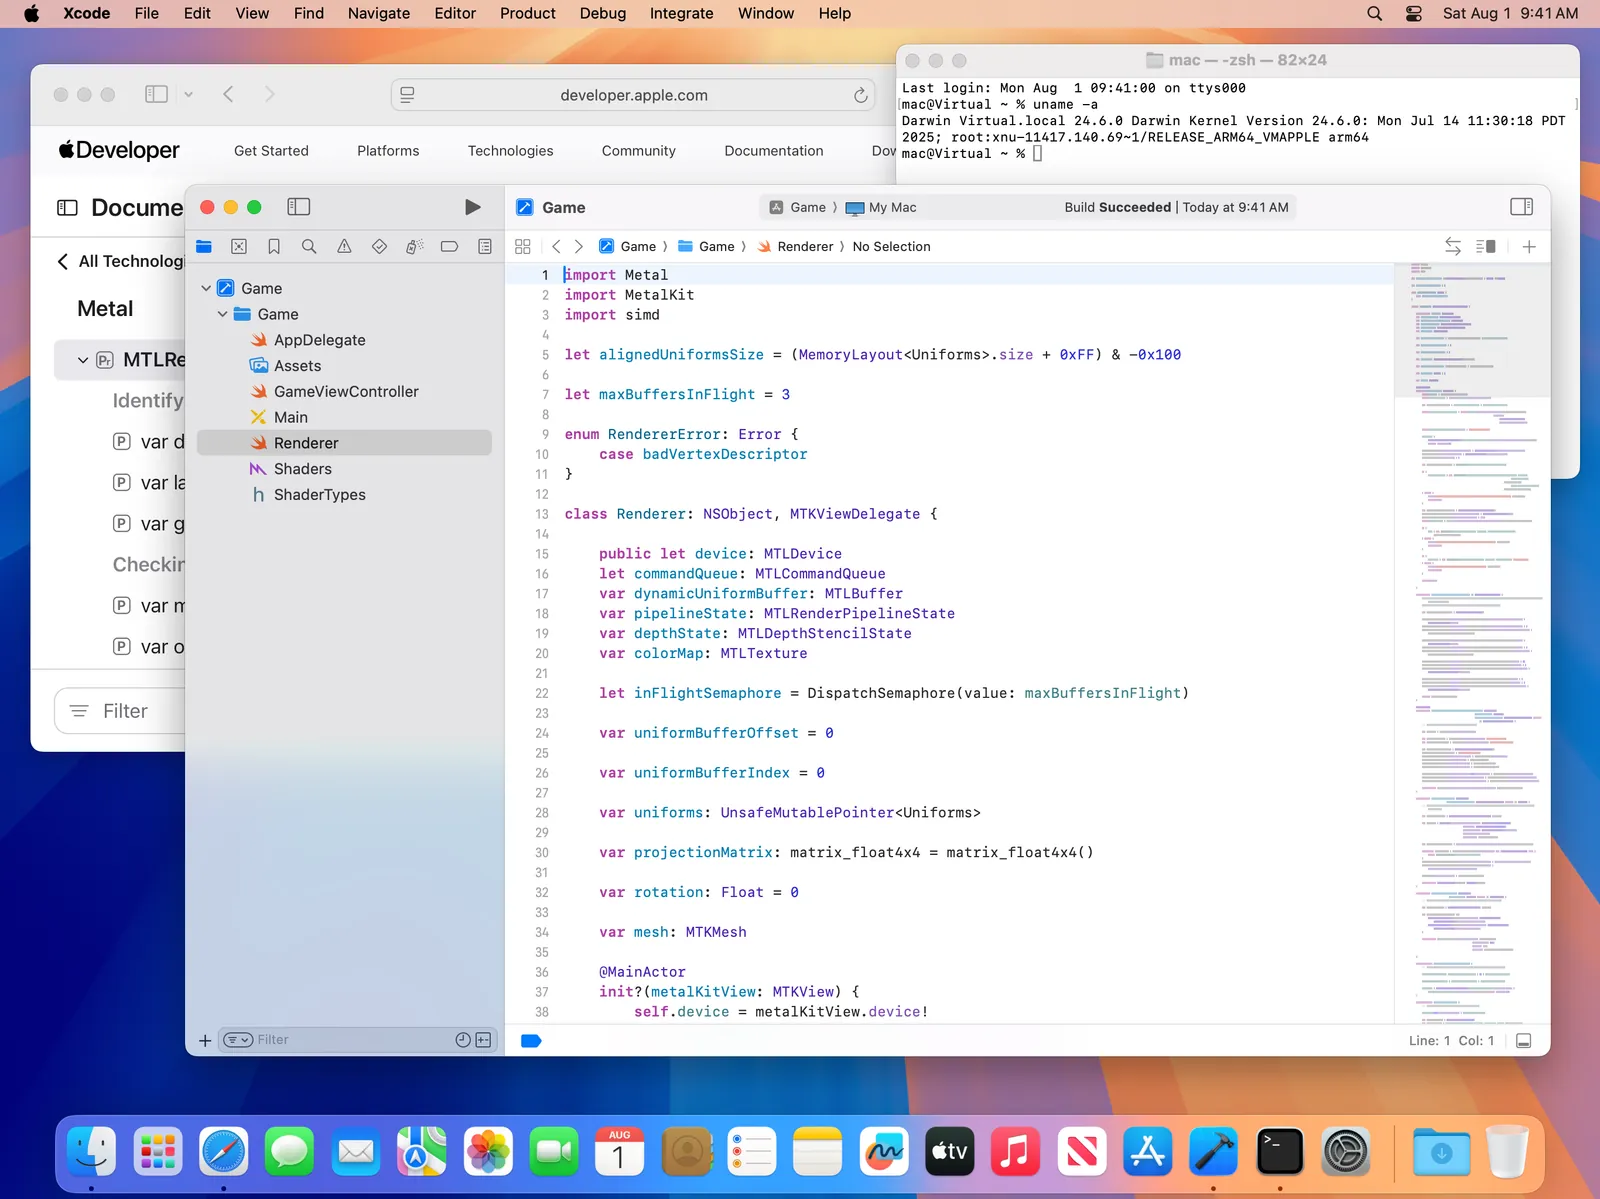 Xcode File Edit View Find Navigate Editor Product Debug Integrate Window Help Sat Aug 1 9:41 AM
developer.apple.com
Developer Get Started Platforms Technologies Community Documentation Dow
Docume
All Technologi
Metal
Pr MTLRe
Identify
P var d
P var la
P var g
Checkin
P var m
P var o
Filter
mac — -zsh — 82×24
Last login: Mon Aug  1 09:41:00 on ttys000
mac@Virtual ~ % uname -a
Darwin Virtual.local 24.6.0 Darwin Kernel Version 24.6.0: Mon Jul 14 11:30:18 PDT
2025; root:xnu-11417.140.69~1/RELEASE_ARM64_VMAPPLE arm64
mac@Virtual ~ %
Game Game 〉 My Mac Build Succeeded | Today at 9:41 AM
Game 〉 Game 〉 Renderer 〉 No Selection
Game
Game
AppDelegate
Assets
GameViewController
Main
Renderer
Shaders
h ShaderTypes
Filter
1 import Metal
2 import MetalKit
3 import simd
4
5 let alignedUniformsSize = (MemoryLayout<Uniforms>.size + 0xFF) & -0x100
6
7 let maxBuffersInFlight = 3
8
9 enum RendererError: Error {
10     case badVertexDescriptor
11 }
12
13 class Renderer: NSObject, MTKViewDelegate {
14
15     public let device: MTLDevice
16     let commandQueue: MTLCommandQueue
17     var dynamicUniformBuffer: MTLBuffer
18     var pipelineState: MTLRenderPipelineState
19     var depthState: MTLDepthStencilState
20     var colorMap: MTLTexture
21
22     let inFlightSemaphore = DispatchSemaphore(value: maxBuffersInFlight)
23
24     var uniformBufferOffset = 0
25
26     var uniformBufferIndex = 0
27
28     var uniforms: UnsafeMutablePointer<Uniforms>
29
30     var projectionMatrix: matrix_float4x4 = matrix_float4x4()
31
32     var rotation: Float = 0
33
34     var mesh: MTKMesh
35
36     @MainActor
37     init?(metalKitView: MTKView) {
38         self.device = metalKitView.device!
Line: 1 Col: 1
AUG
1
tv
>_